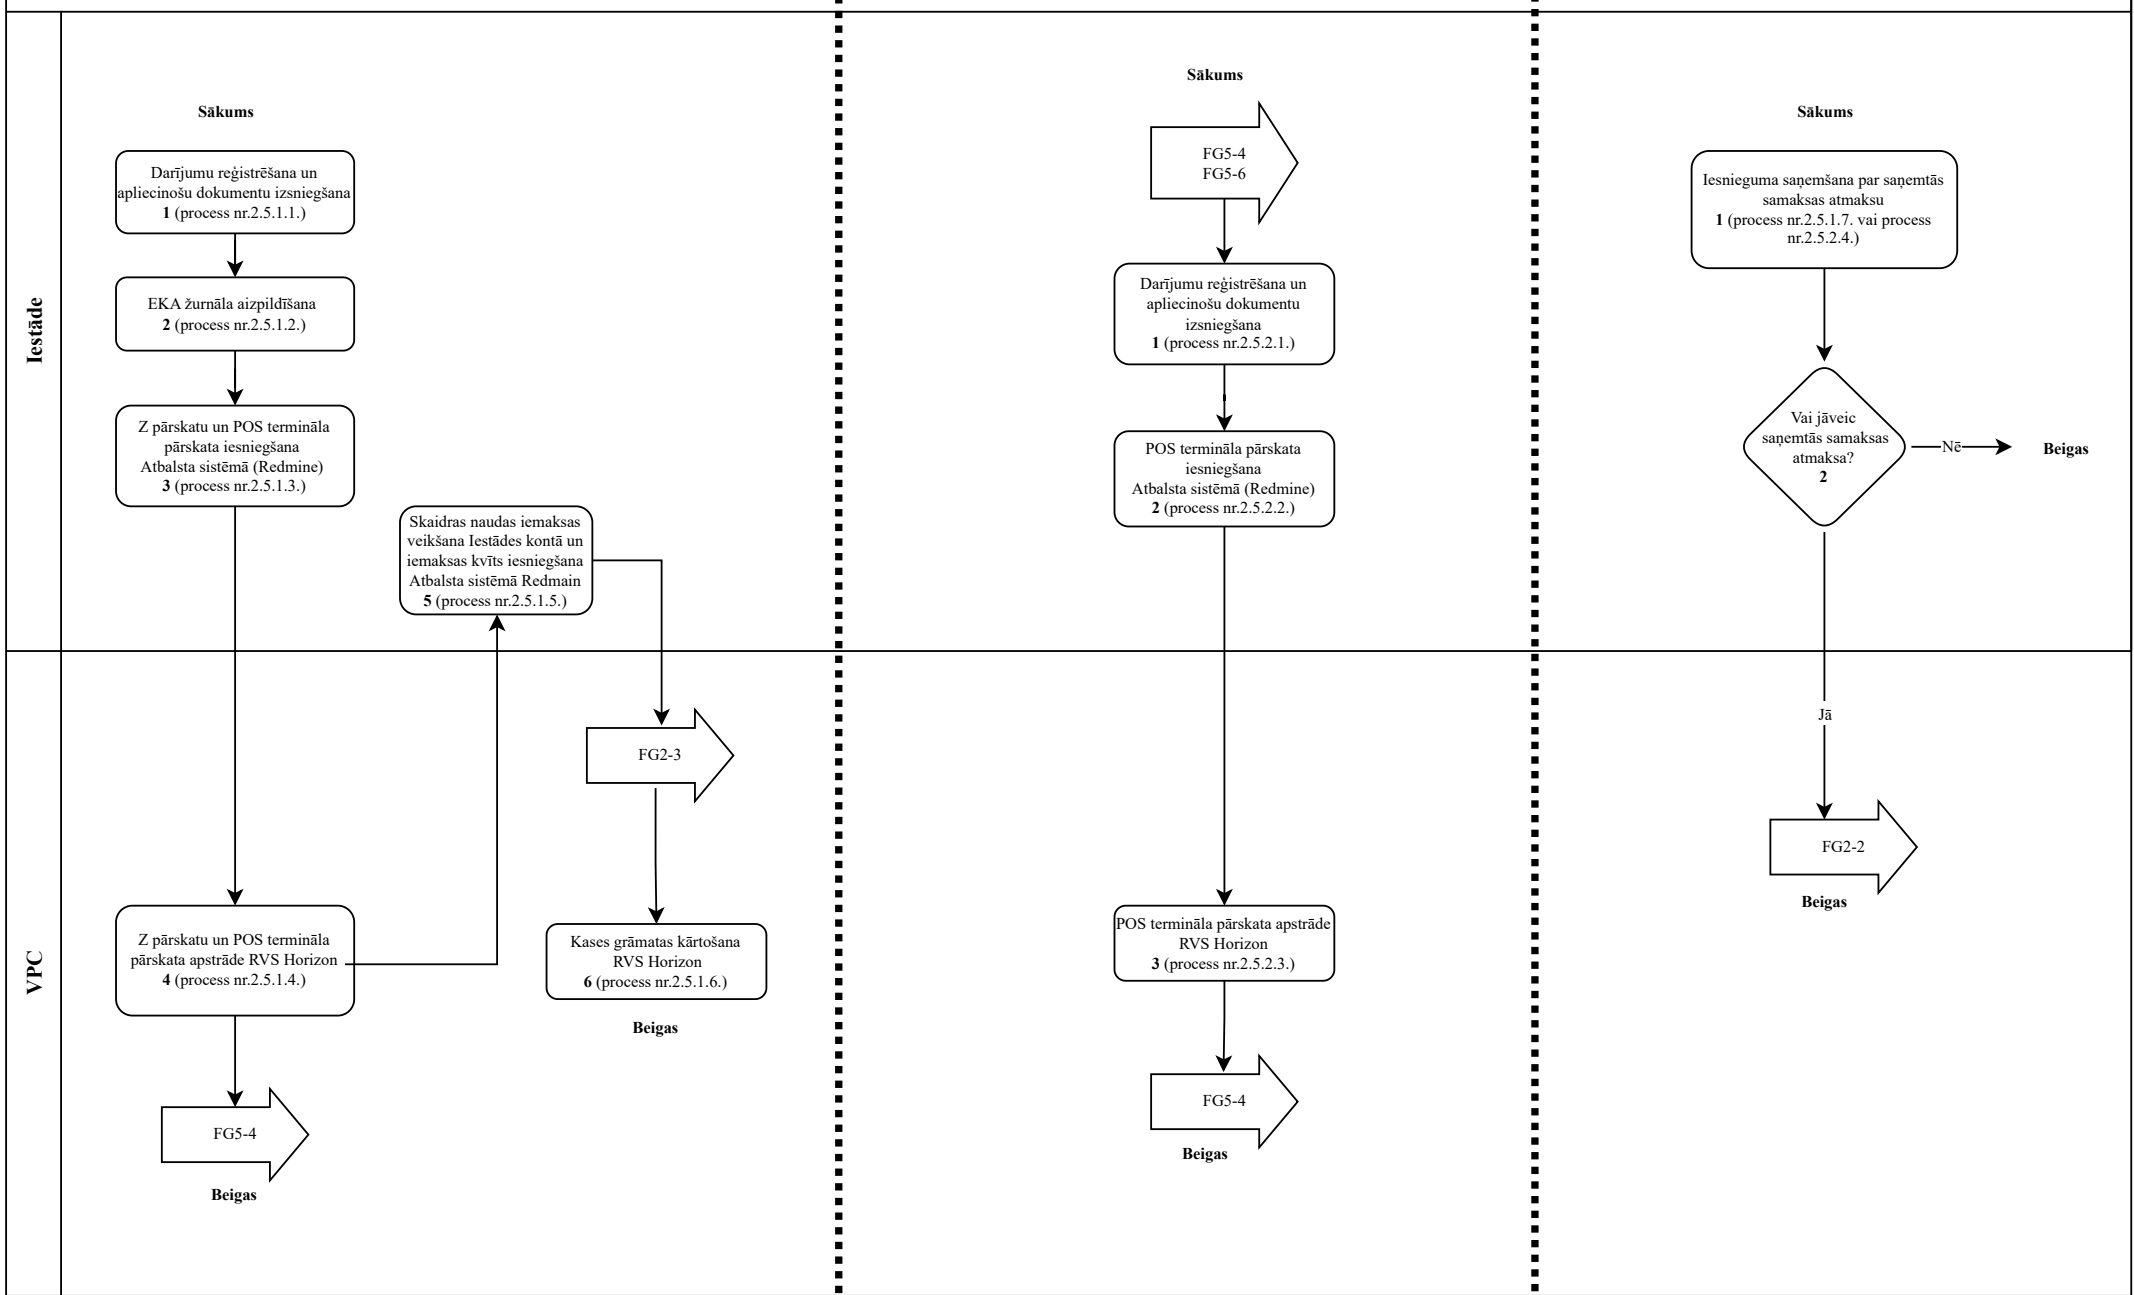 Iestāde
Sākums
Darījumu reģistrēšana un
apliecinošu dokumentu izsniegšana
1 (process nr.2.5.1.1.)
EKA žurnāla aizpildīšana
2 (process nr.2.5.1.2.)
Z pārskatu un POS termināla
pārskata iesniegšana
Atbalsta sistēmā (Redmine)
3 (process nr.2.5.1.3.)
Skaidras naudas iemaksas
veikšana Iestādes kontā un
iemaksas kvīts iesniegšana
Atbalsta sistēmā Redmain
5 (process nr.2.5.1.5.)
Sākums
FG5-4
FG5-6
Darījumu reģistrēšana un
apliecinošu dokumentu
izsniegšana
1 (process nr.2.5.2.1.)
POS termināla pārskata
iesniegšana
Atbalsta sistēmā (Redmine)
2 (process nr.2.5.2.2.)
Sākums
Iesnieguma saņemšana par saņemtās
samaksas atmaksu
1 (process nr.2.5.1.7. vai process
nr.2.5.2.4.)
Vai jāveic
saņemtās samaksas
atmaksa?
2
Nē
Beigas
VPC
Z pārskatu un POS termināla
pārskata apstrāde RVS Horizon
4 (process nr.2.5.1.4.)
FG5-4
Beigas
FG2-3
Kases grāmatas kārtošana
RVS Horizon
6 (process nr.2.5.1.6.)
Beigas
POS termināla pārskata apstrāde
RVS Horizon
3 (process nr.2.5.2.3.)
FG5-4
Beigas
Jā
FG2-2
Beigas